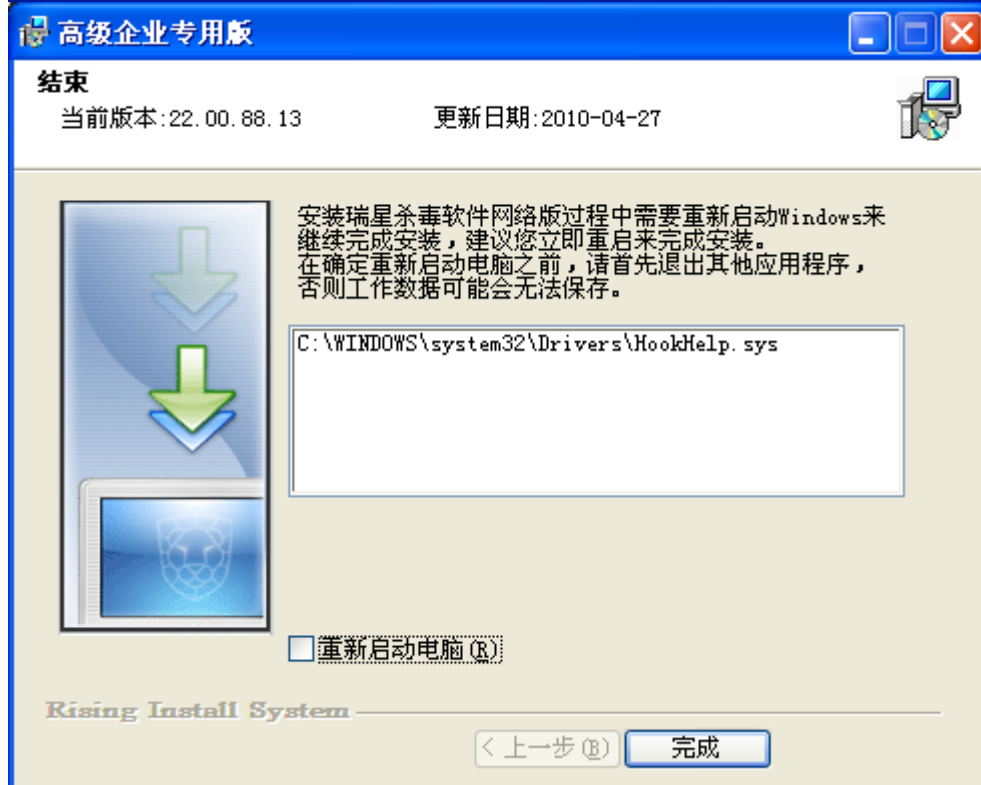 高级企业专用版
结束
当前版本:22.00.88.13 更新日期:2010-04-27
安装瑞星杀毒软件网络版过程中需要重新启动Windows来
继续完成安装，建议您立即重启来完成安装。
在确定重新启动电脑之前，请首先退出其他应用程序，
否则工作数据可能会无法保存。
C:\WINDOWS\system32\Drivers\HookHelp.sys
重新启动电脑(R)
Rising Install System
< 上一步(B) 完成